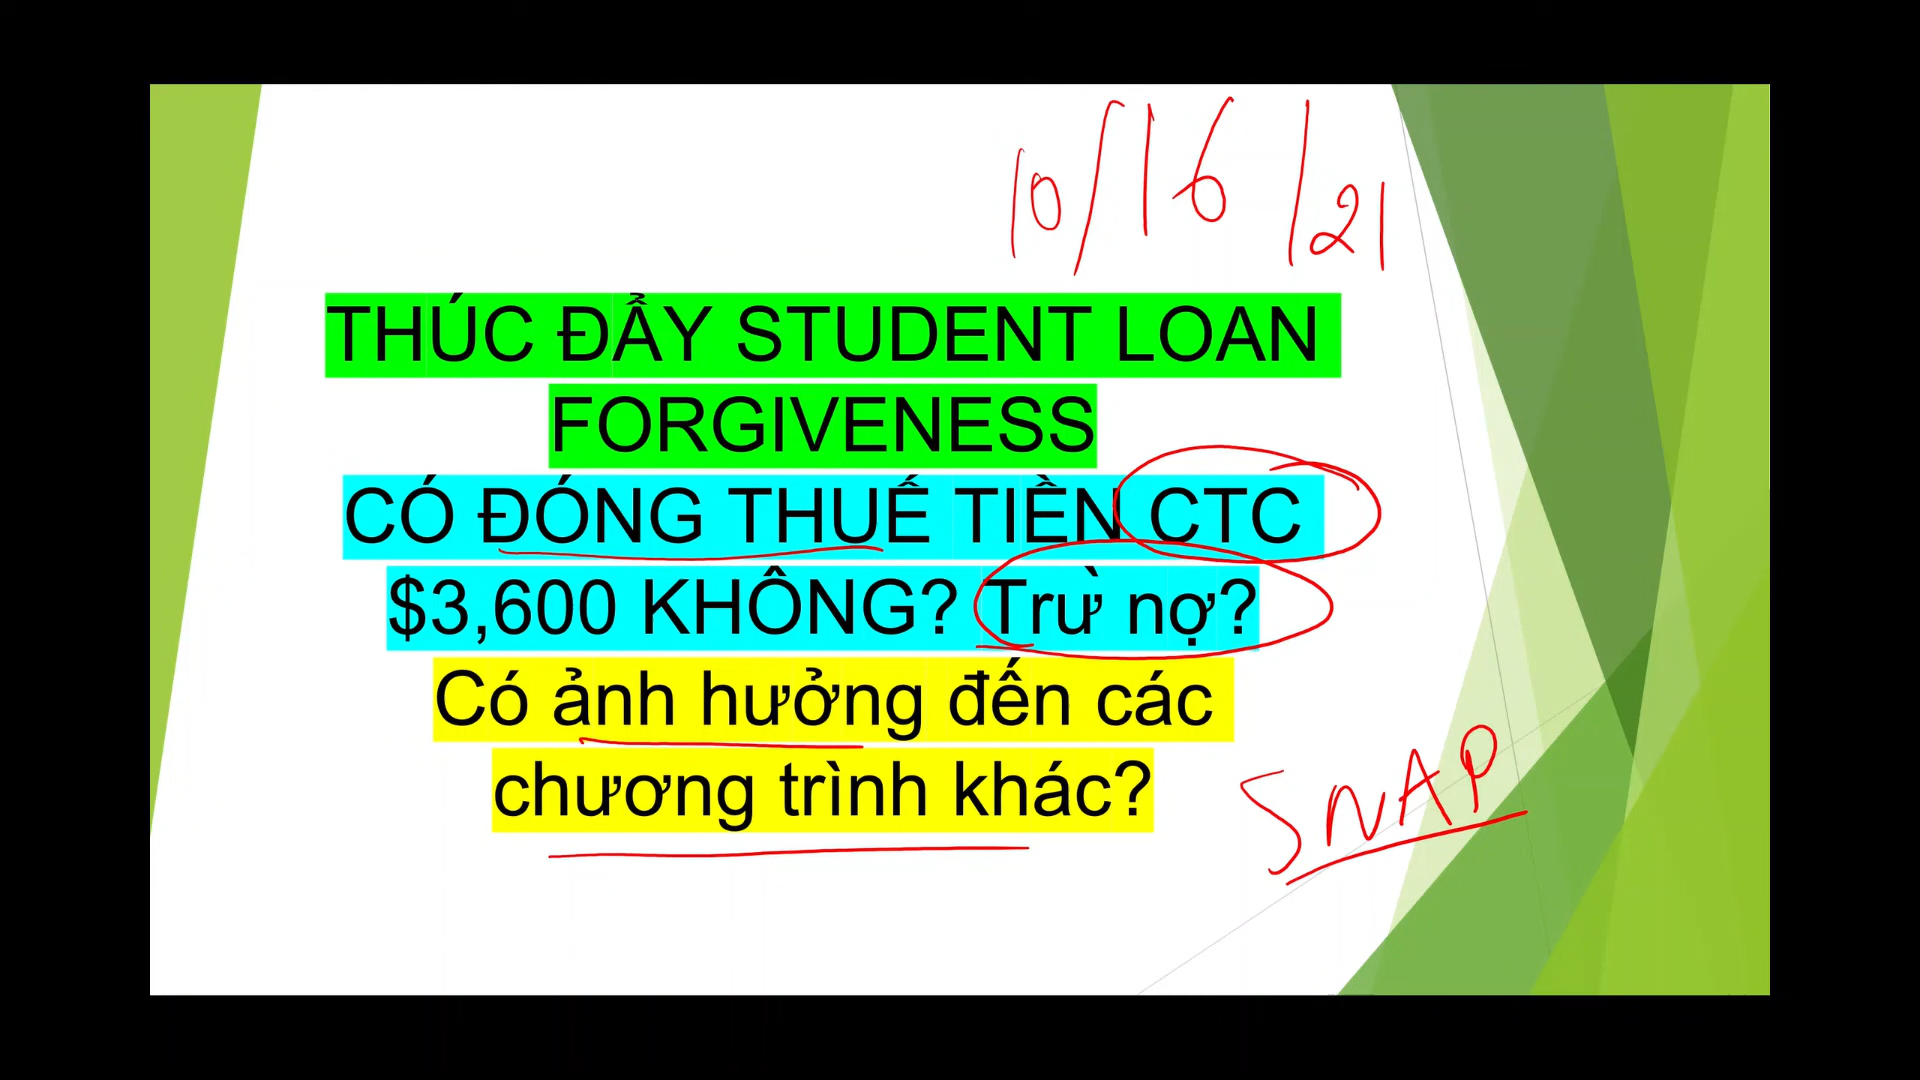 10/16/21
THÚC ĐẨY STUDENT LOAN
FORGIVENESS
CÓ ĐÓNG THUẾ TIỀN CTC
$3,600 KHÔNG? Trừ nợ?
Có ảnh hưởng đến các
chương trình khác?
SNAP